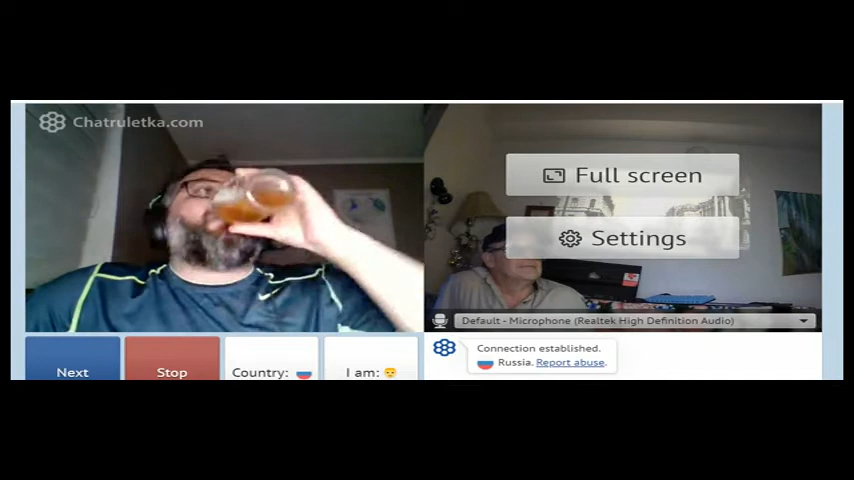 Chatruletka.com
Full screen
Settings
Default - Microphone (Realtek High Definition Audio)
Connection established.
Russia. Report abuse.
Next
Stop
Country:
I am: